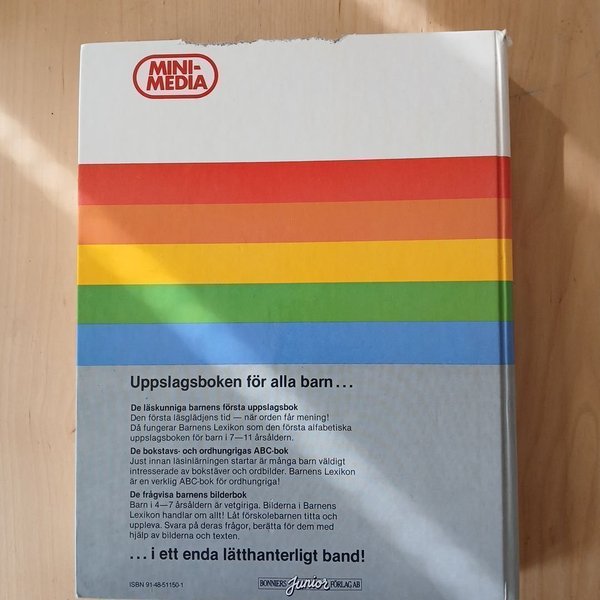 MINI-
MEDIA
Uppslagsboken för alla barn...
De läskunniga barnens första uppslagsbok
Den första läsglädjens tid — när orden får mening!
Då fungerar Barnens Lexikon som den första alfabetiska
uppslagsboken för barn i 7—11 årsåldern.
De bokstavs- och ordhungrigas ABC-bok
Just innan läsinlärningen startar är många barn väldigt
intresserade av bokstäver och ordbilder. Barnens Lexikon
är en verklig ABC-bok för ordhungriga!
De frågvisa barnens bilderbok
Barn i 4—7 årsåldern är vetgiriga. Bilderna i Barnens
Lexikon handlar om allt! Låt förskolebarnen titta och
uppleva. Svara på deras frågor, berätta för dem med
hjälp av bilderna och texten.
...i ett enda lätthanterligt band!
ISBN 91-48-51150-1
BONNIERS Junior FÖRLAG AB